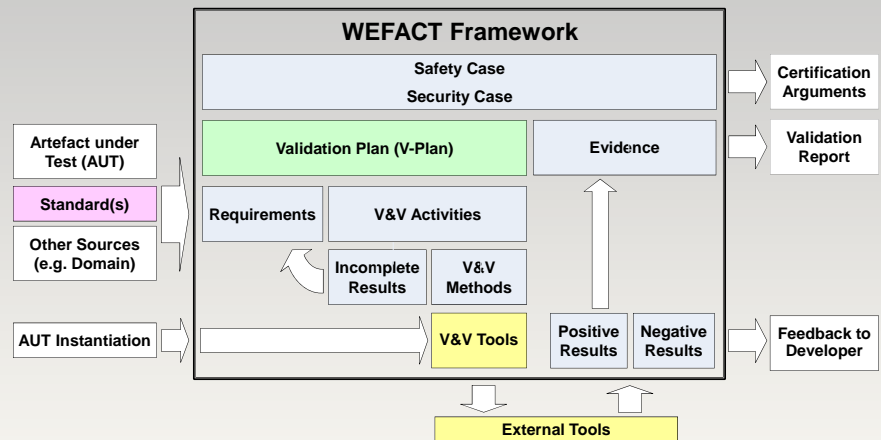 WEFACT Framework
Safety Case
Security Case
Certification
Arguments
Artefact under
Test (AUT)
Validation Plan (V-Plan)
Evidence
Validation
Report
Standard(s)
Requirements
V&V Activities
Other Sources
(e.g. Domain)
Incomplete
Results
V&V
Methods
AUT Instantiation
V&V Tools
Positive
Results
Negative
Results
Feedback to
Developer
External Tools